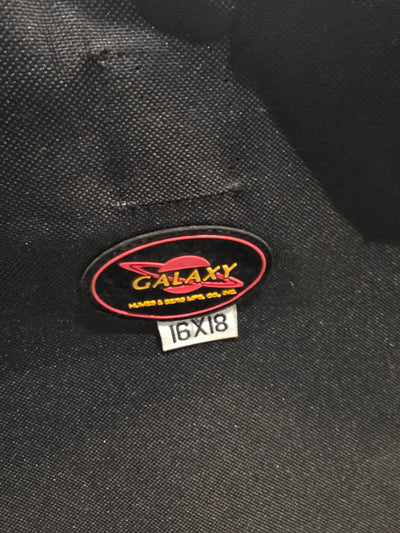 GALAXY
HUMES & BERG MFG. CO., INC.
16X18